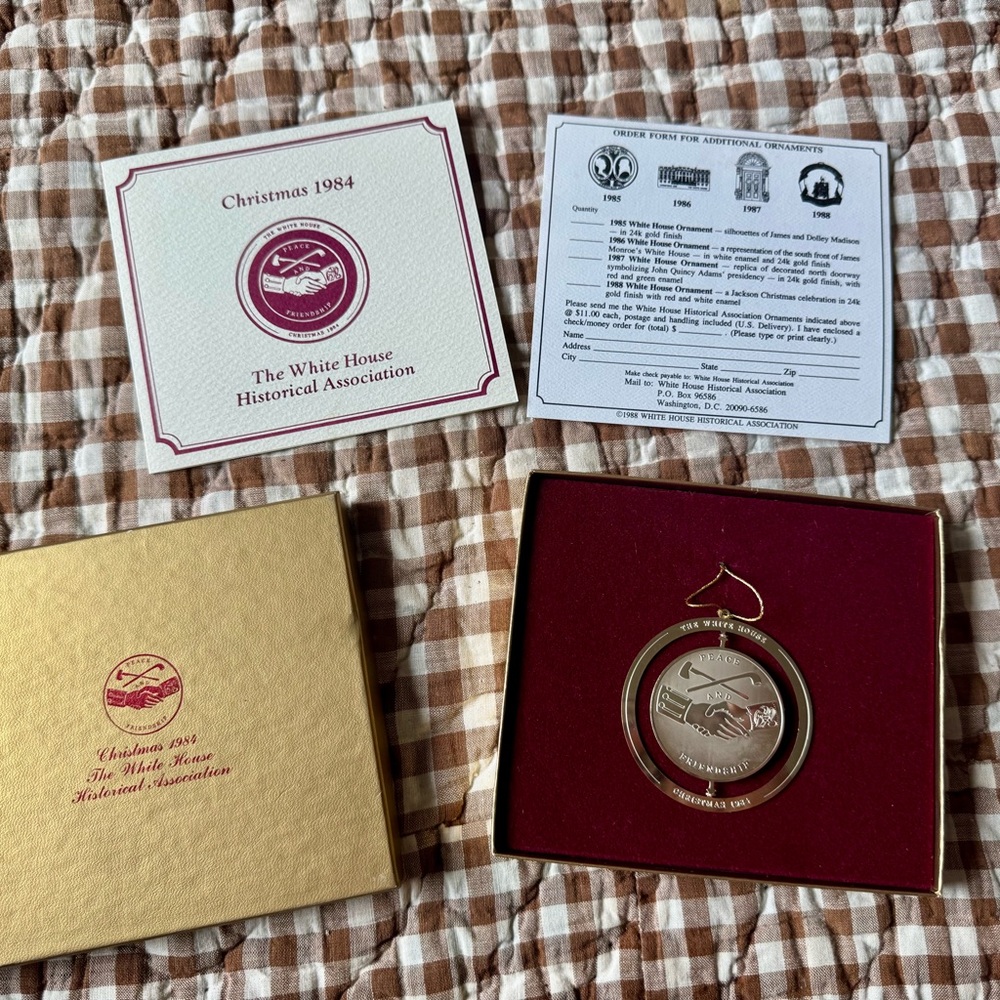 Christmas 1984
THE WHITE HOUSE
PEACE
AND
FRIENDSHIP
CHRISTMAS 1984
The White House
Historical Association
ORDER FORM FOR ADDITIONAL ORNAMENTS
1985
1986
1987
1988
Quantity
1985 White House Ornament — silhouettes of James and Dolley Madison
— in 24k gold finish
1986 White House Ornament — a representation of the south front of James
Monroe's White House — in white enamel and 24k gold finish
1987 White House Ornament — replica of decorated north doorway
symbolizing John Quincy Adams' presidency — in 24k gold finish, with
red and green enamel
1988 White House Ornament — a Jackson Christmas celebration in 24k
gold finish with red and white enamel
Please send me the White House Historical Association Ornaments indicated above
@ $11.00 each, postage and handling included (U.S. Delivery). I have enclosed a
check/money order for (total) $ ________ . (Please type or print clearly.)
Name
Address
City State Zip
Make check payable to: White House Historical Association
Mail to: White House Historical Association
P.O. Box 96586
Washington, D.C. 20090-6586
©1988 WHITE HOUSE HISTORICAL ASSOCIATION
PEACE
AND
FRIENDSHIP
Christmas 1984
The White House
Historical Association
THE WHITE HOUSE
PEACE
AND
FRIENDSHIP
CHRISTMAS 1984